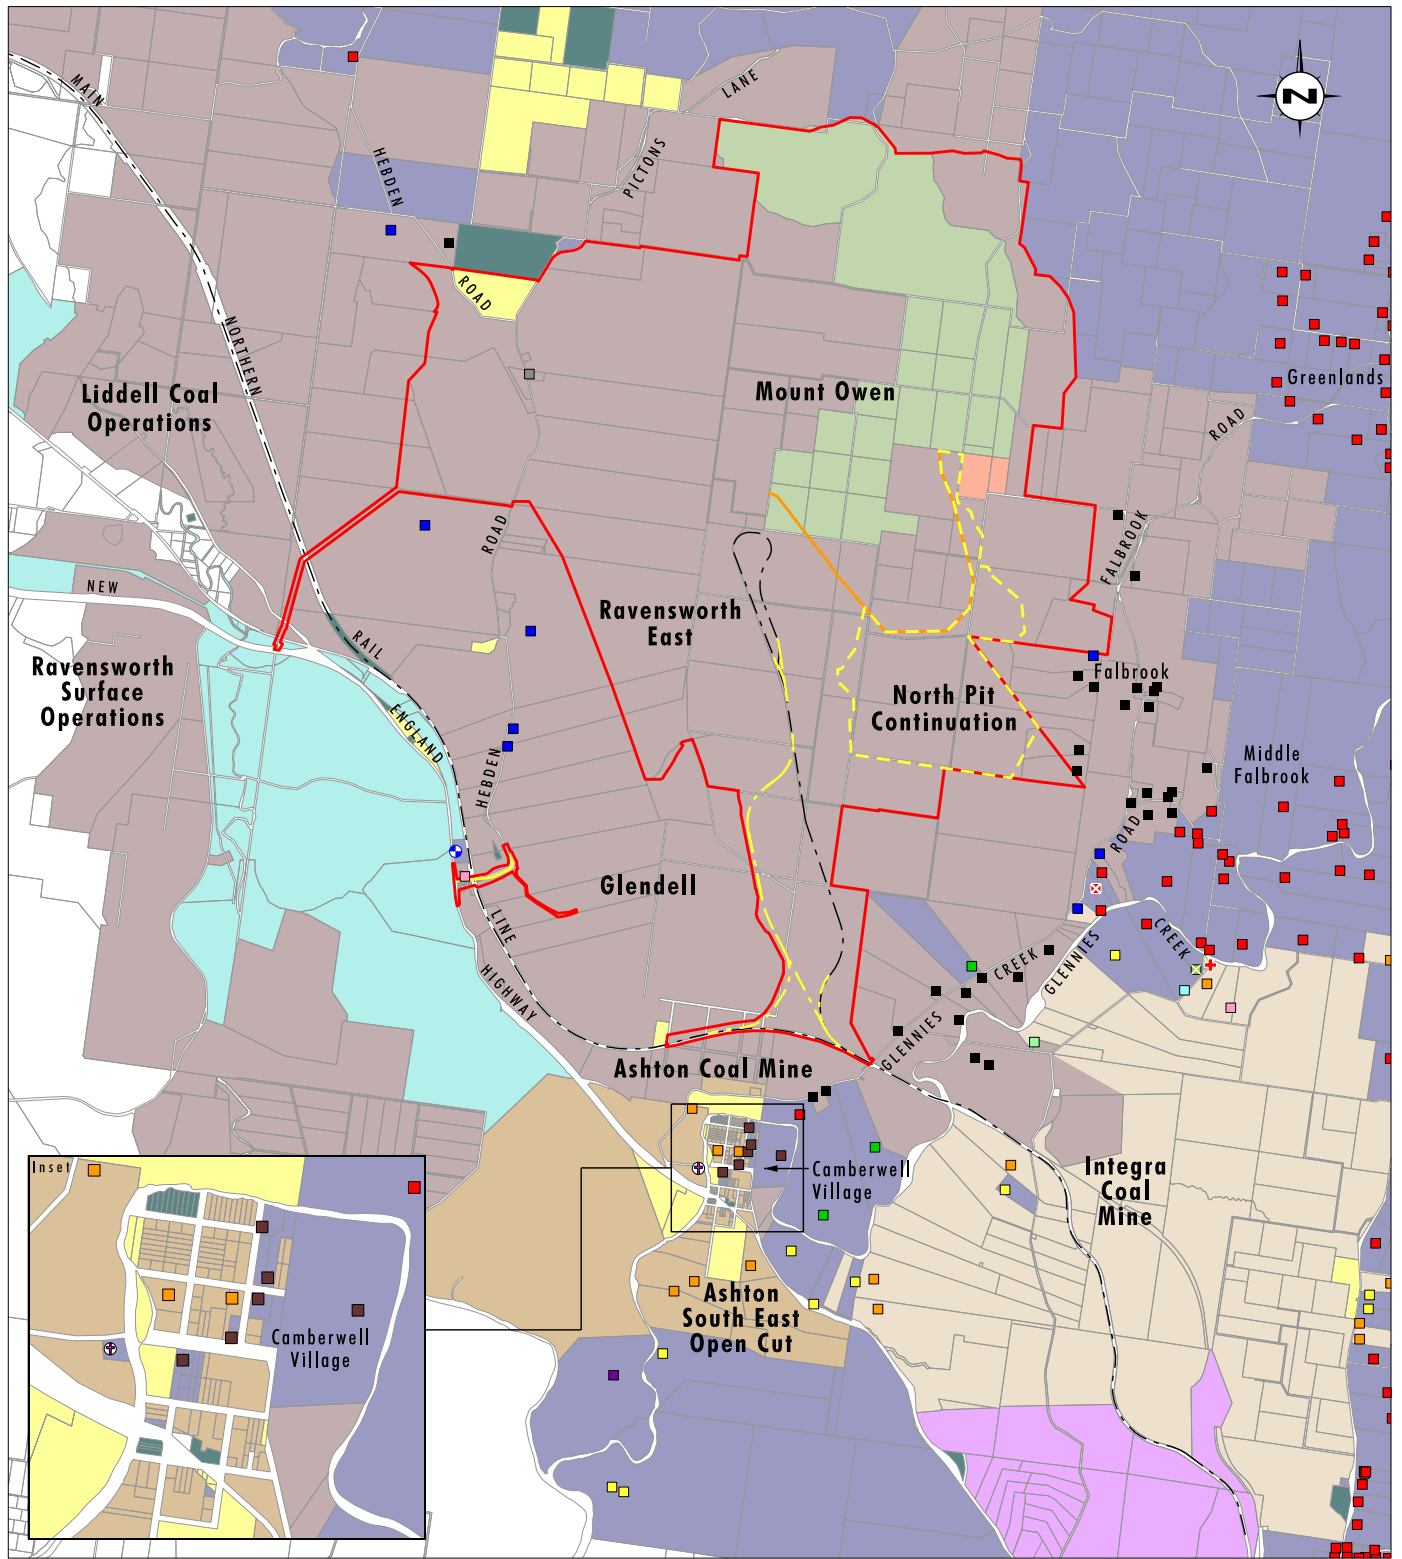 LANE
MAIN
N
HEBDEN
PICTONS
ROAD
NORTHERN
Greenlands
Liddell Coal
Operations
Mount Owen
ROAD
ROAD
FALBROOK
NEW
Ravensworth
East
RAIL
Ravensworth
Surface
Operations
Falbrook
North Pit
Continuation
ENGLAND
HEBDEN
Middle
Falbrook
ROAD
Glendell
LINE
CREEK
GLENNIES
CREEK
HIGHWAY
GLENNIES
Ashton Coal Mine
Camberwell
Village
Integra
Coal
Mine
Inset
Camberwell
Village
Ashton
South East
Open Cut